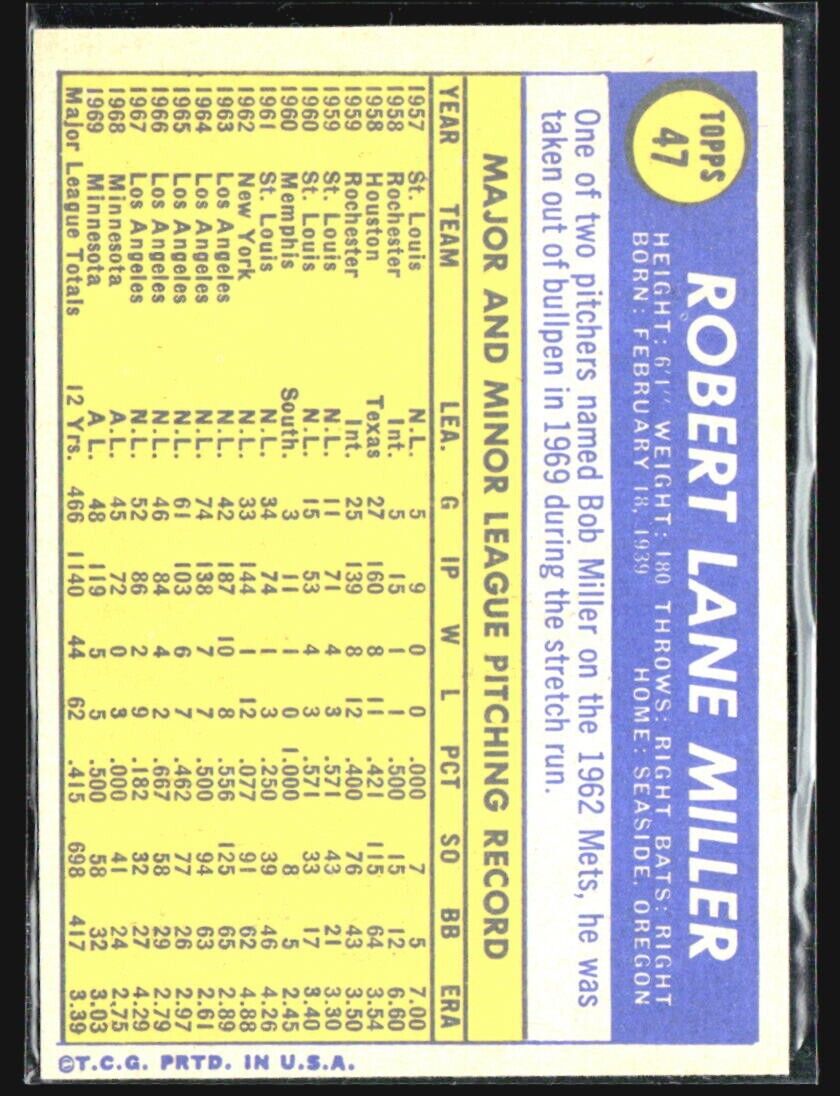 TOPPS
47
ROBERT LANE MILLER
HEIGHT: 6'1" WEIGHT: 180 THROWS: RIGHT BATS: RIGHT
BORN: FEBRUARY 18, 1939 HOME: SEASIDE, OREGON
One of two pitchers named Bob Miller on the 1962 Mets, he was
taken out of bullpen in 1969 during the stretch run.
MAJOR AND MINOR LEAGUE PITCHING RECORD
YEAR TEAM LEA. G IP W L PCT SO BB ERA
1957 St. Louis N.L. 5 9 0 0 .000 7 5 7.00
1958 Rochester Int. 5 15 1 1 .500 15 12 6.60
1958 Houston Texas 27 160 8 11 .421 115 64 3.54
1959 Rochester Int. 25 139 8 12 .400 76 43 3.50
1959 St. Louis N.L. 11 71 4 3 .571 43 21 3.30
1960 St. Louis N.L. 15 53 4 3 .571 33 17 3.40
1960 Memphis South. 3 11 1 0 1.000 8 5 2.45
1961 St. Louis N.L. 34 74 1 3 .250 39 46 4.26
1962 New York N.L. 33 144 1 12 .077 91 62 4.88
1963 Los Angeles N.L. 42 187 10 8 .556 125 65 2.89
1964 Los Angeles N.L. 74 138 7 7 .500 94 63 2.61
1965 Los Angeles N.L. 61 103 6 7 .462 77 26 2.97
1966 Los Angeles N.L. 46 84 4 2 .667 58 29 2.79
1967 Los Angeles N.L. 52 86 2 9 .182 32 27 4.29
1968 Minnesota A.L. 45 72 0 3 .000 41 24 2.75
1969 Minnesota A.L. 48 119 5 5 .500 58 32 3.03
Major League Totals 12 Yrs. 466 1140 44 62 .415 698 417 3.39
©T.C.G. PRTD. IN U.S.A.